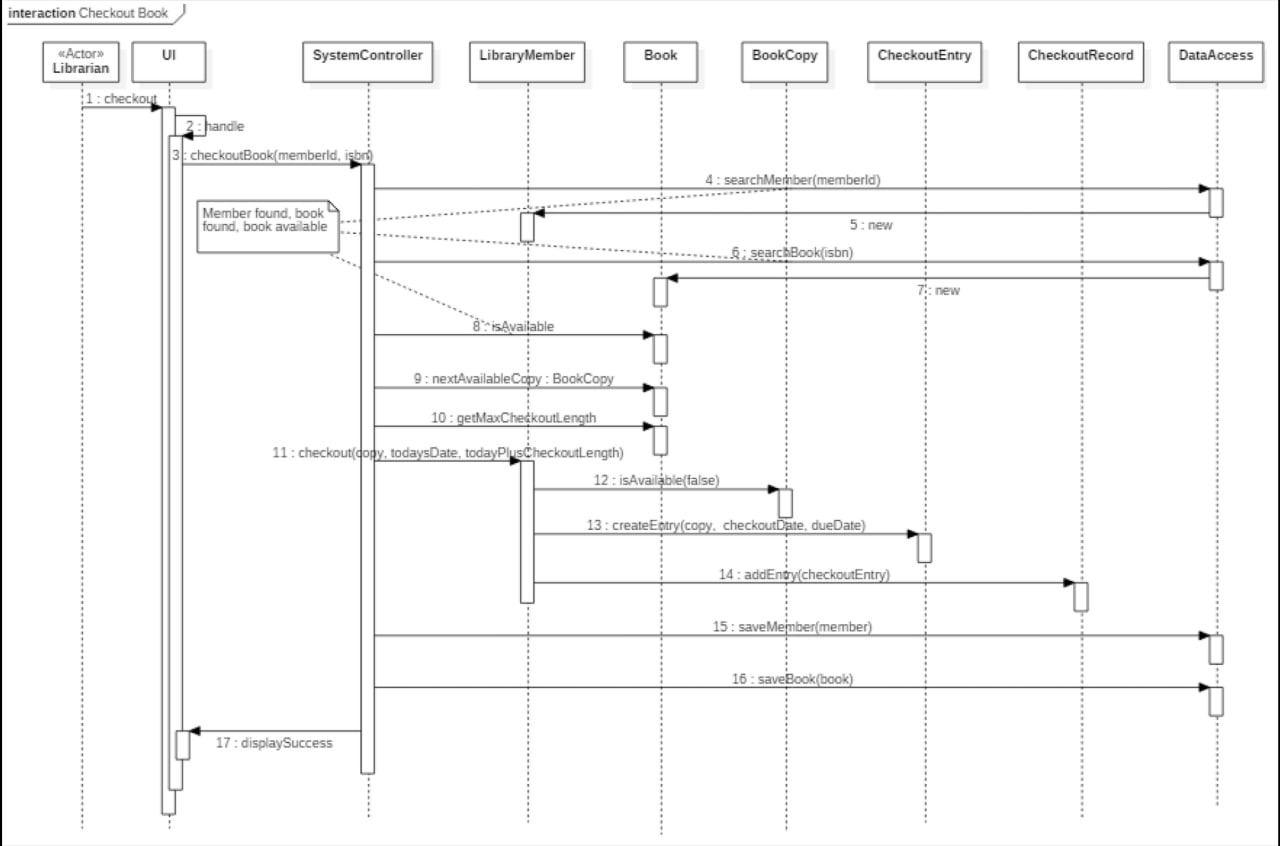 interaction Checkout Book
«Actor»
Librarian
UI
SystemController
LibraryMember
Book
BookCopy
CheckoutEntry
CheckoutRecord
DataAccess
1 : checkout
2 : handle
3 : checkoutBook(memberId, isbn)
4 : searchMember(memberId)
Member found, book
found, book available
5 : new
6 : searchBook(isbn)
7 : new
8 : isAvailable
9 : nextAvailableCopy : BookCopy
10 : getMaxCheckoutLength
11 : checkout(copy, todaysDate, todayPlusCheckoutLength)
12 : isAvailable(false)
13 : createEntry(copy,  checkoutDate, dueDate)
14 : addEntry(checkoutEntry)
15 : saveMember(member)
16 : saveBook(book)
17 : displaySuccess